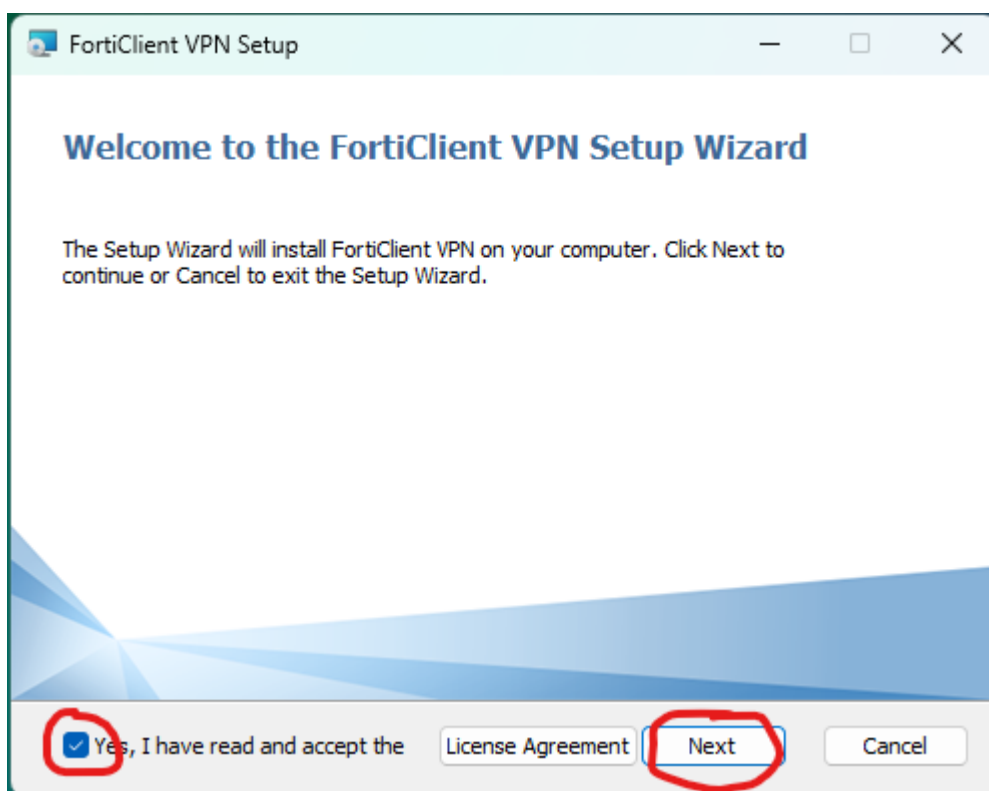 FortiClient VPN Setup
Welcome to the FortiClient VPN Setup Wizard
The Setup Wizard will install FortiClient VPN on your computer. Click Next to
continue or Cancel to exit the Setup Wizard.
Yes, I have read and accept the License Agreement Next Cancel